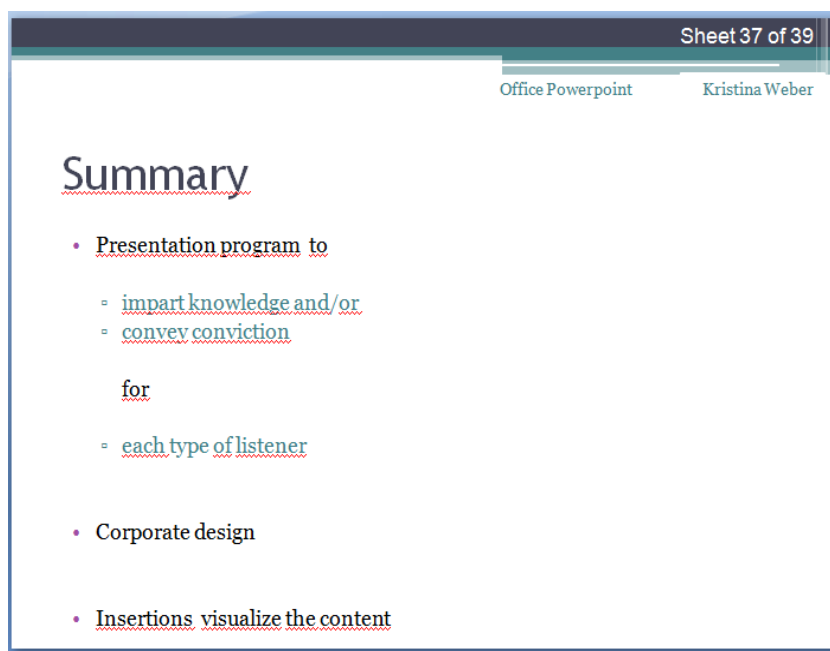 Sheet 37 of 39
Office Powerpoint Kristina Weber
Summary
• Presentation program to
▫ impart knowledge and/or
▫ convey conviction
for
▫ each type of listener
• Corporate design
• Insertions visualize the content